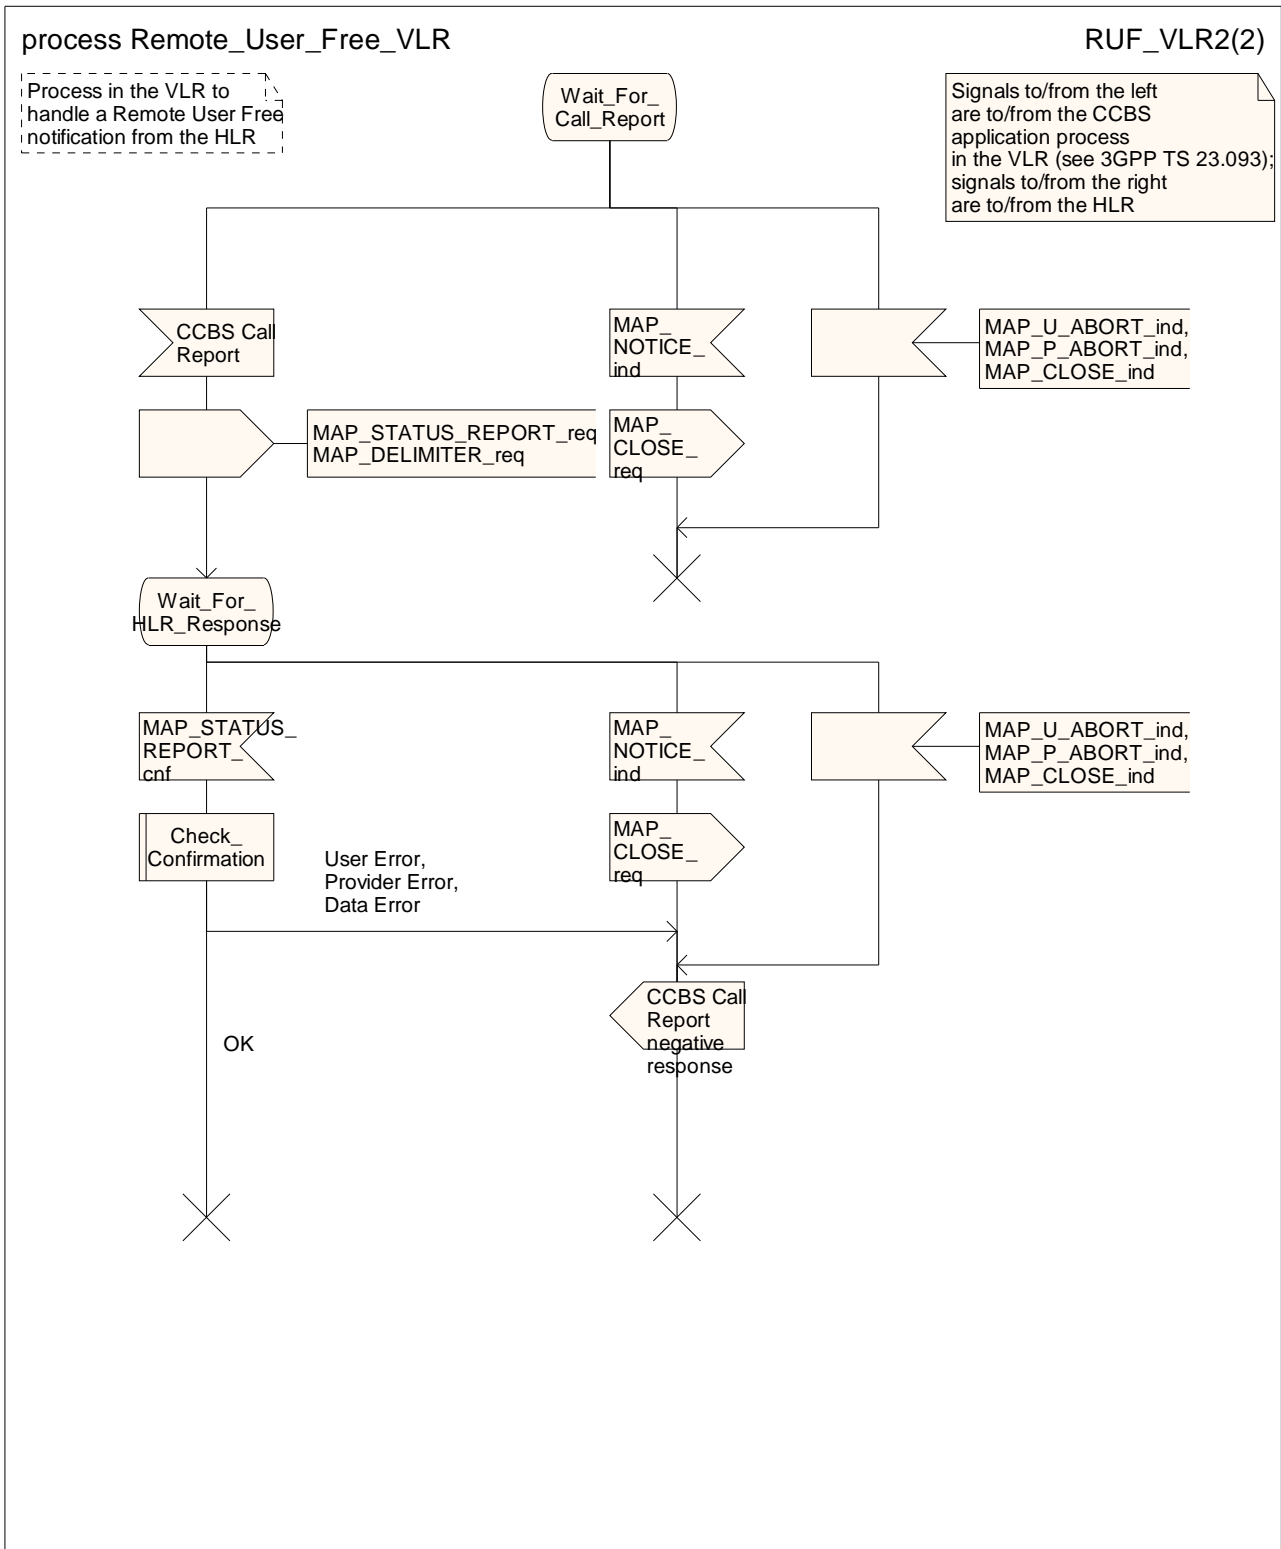 process Remote_User_Free_VLR
RUF_VLR2(2)
Process in the VLR to
handle a Remote User Free
notification from the HLR
Wait_For_
Call_Report
Signals to/from the left
are to/from the CCBS
application process
in the VLR (see 3GPP TS 23.093);
signals to/from the right
are to/from the HLR
CCBS Call
Report
MAP_
NOTICE_
ind
MAP_U_ABORT_ind,
MAP_P_ABORT_ind,
MAP_CLOSE_ind
MAP_STATUS_REPORT_req
MAP_DELIMITER_req
MAP_
CLOSE_
req
Wait_For_
HLR_Response
MAP_STATUS_
REPORT_
cnf
MAP_
NOTICE_
ind
MAP_U_ABORT_ind,
MAP_P_ABORT_ind,
MAP_CLOSE_ind
Check_
Confirmation
User Error,
Provider Error,
Data Error
MAP_
CLOSE_
req
CCBS Call
Report
negative
response
OK